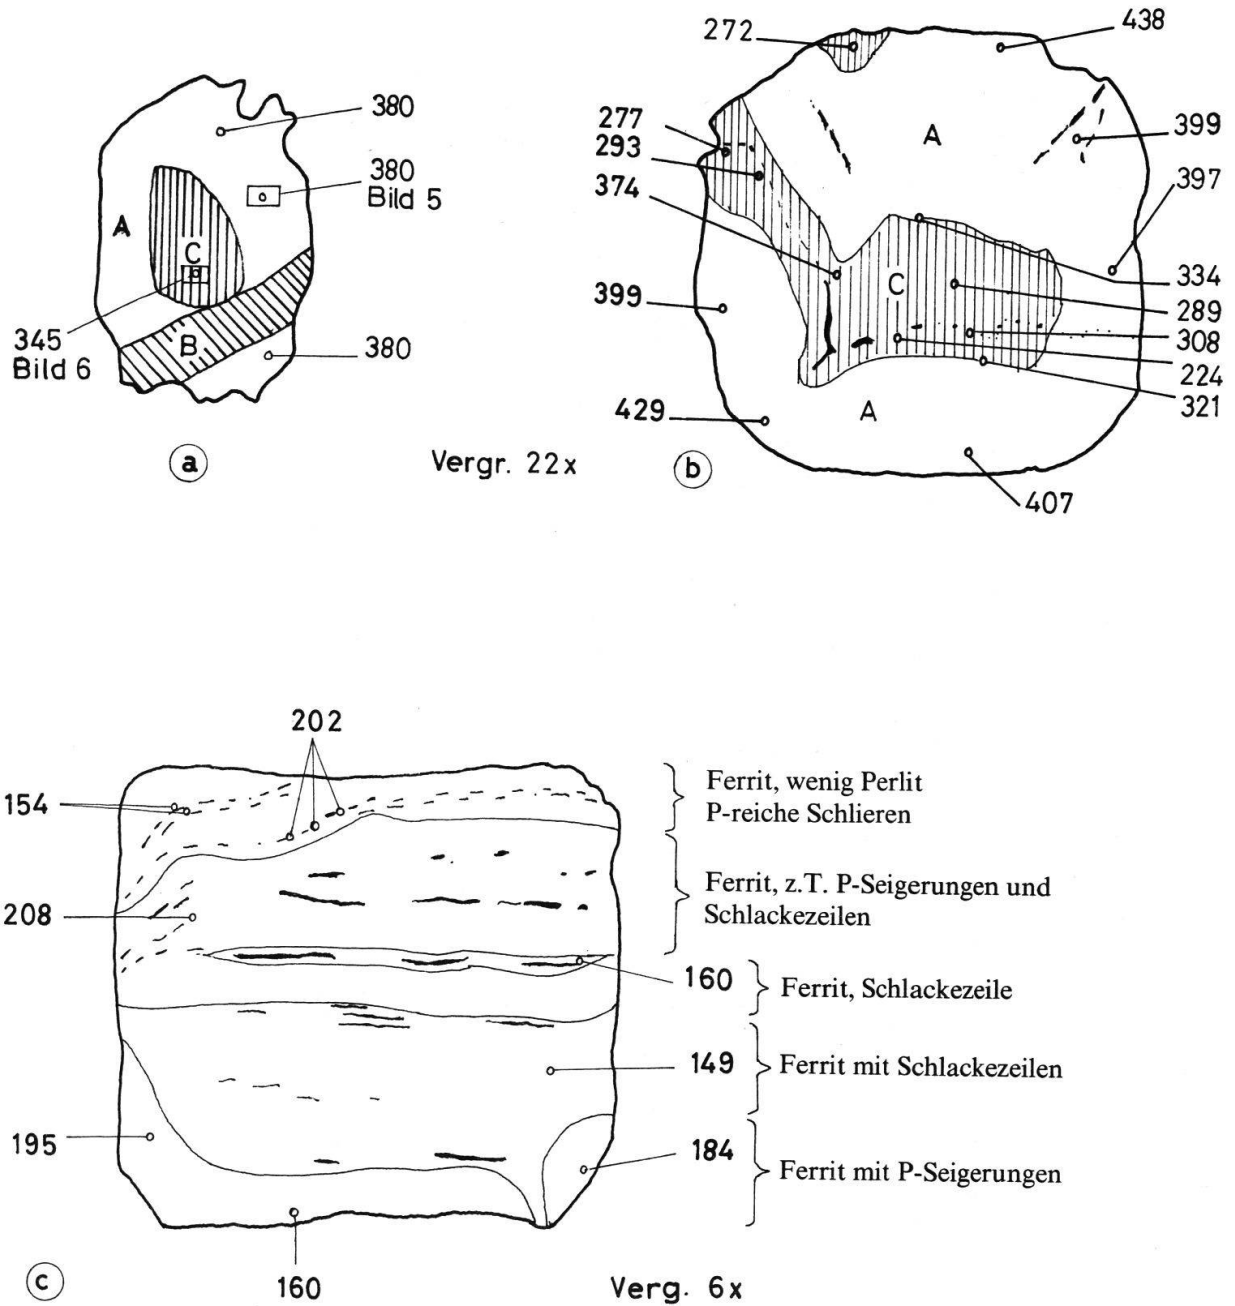 380
380
Bild 5
A
C
345
Bild 6
B
380
a
272
438
277
293
374
399
397
A
C
334
289
308
224
321
399
429
A
407
b
Vergr. 22x
202
154
208
195
160
Ferrit, wenig Perlit
P-reiche Schlieren
Ferrit, z.T. P-Seigerungen und
Schlackezeilen
160 Ferrit, Schlackezeile
149 Ferrit mit Schlackezeilen
184 Ferrit mit P-Seigerungen
c
Verg. 6x